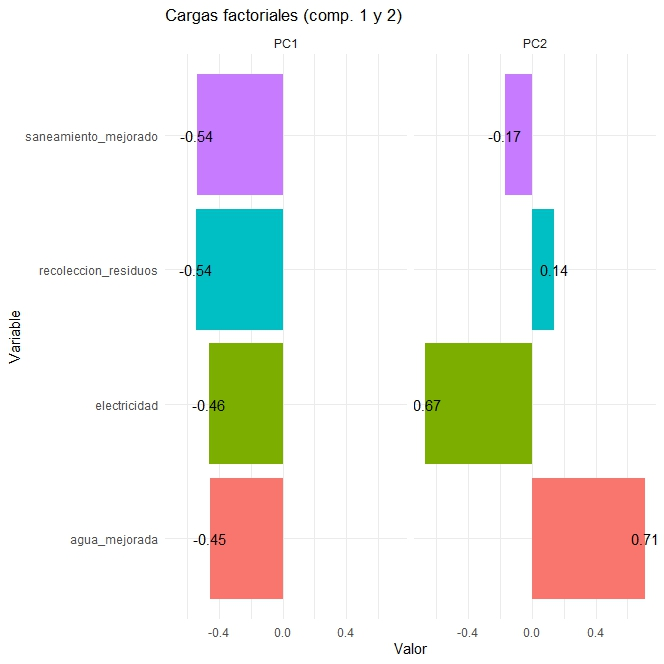 Cargas factoriales (comp. 1 y 2)
PC1 PC2
saneamiento_mejorado -0.54 -0.17
recoleccion_residuos -0.54 0.14
electricidad -0.46 0.67
agua_mejorada -0.45 0.71
Variable
-0.4 0.0 0.4 -0.4 0.0 0.4
Valor